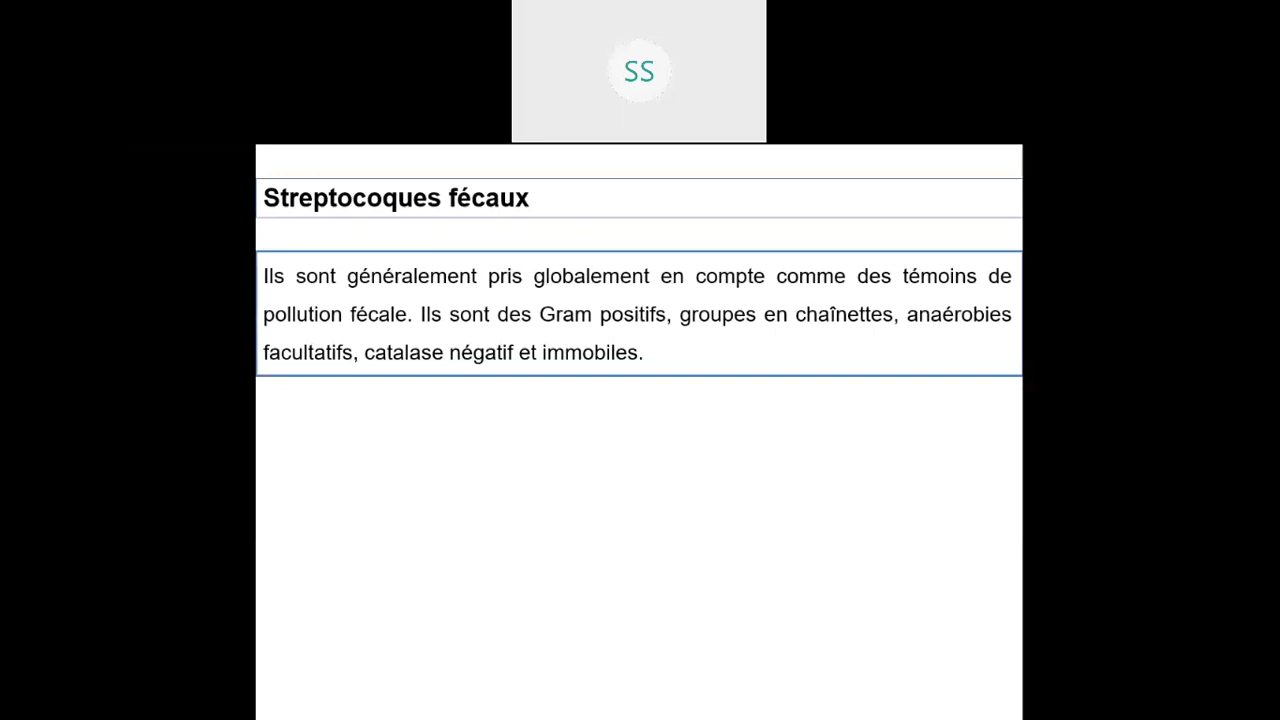 SS
Streptocoques fécaux
Ils sont généralement pris globalement en compte comme des témoins de
pollution fécale. Ils sont des Gram positifs, groupes en chaînettes, anaérobies
facultatifs, catalase négatif et immobiles.